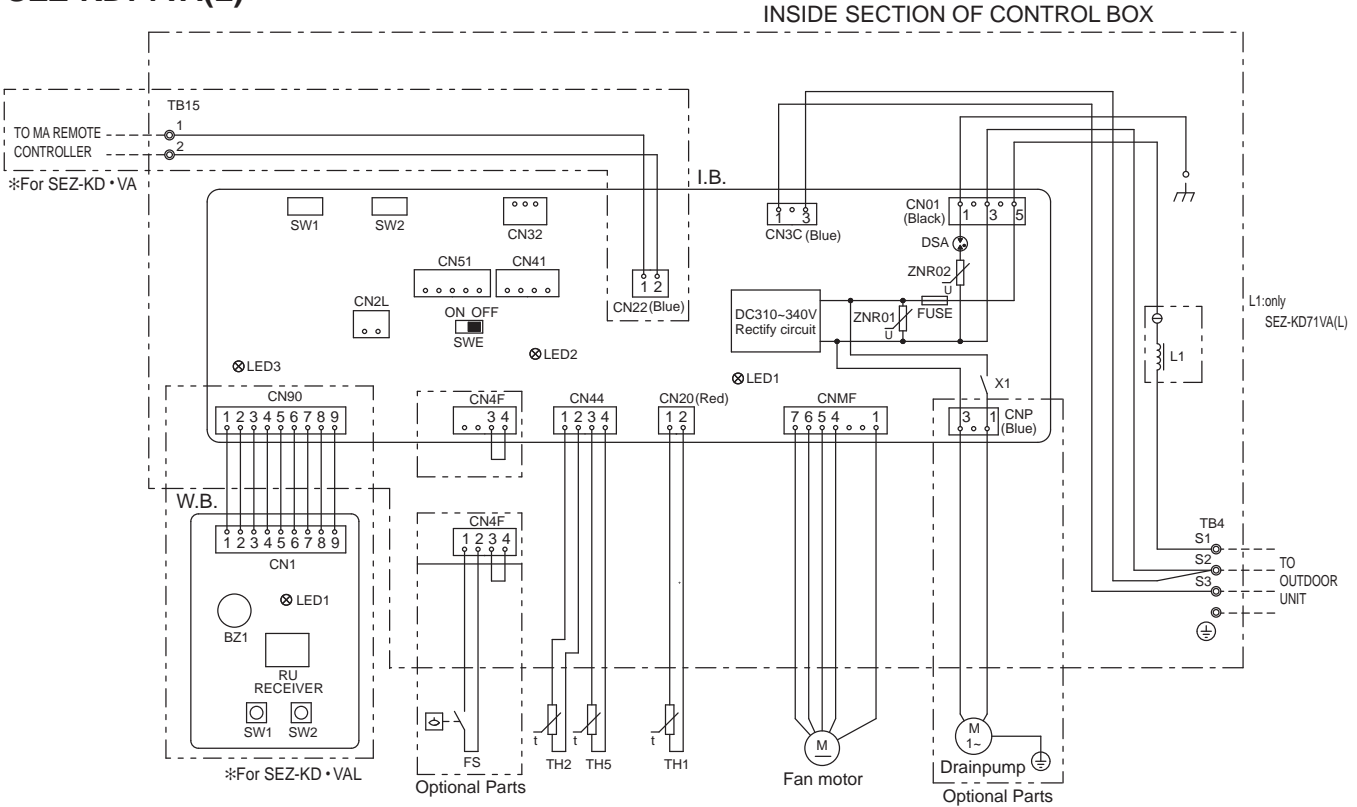 INSIDE SECTION OF CONTROL BOX
TB15
TO MA REMOTE
CONTROLLER
1
2
✻For SEZ-KD • VA
I.B.
SW1
SW2
CN32
CN51
CN41
CN2L
ON OFF
SWE
1 2
CN22 (Blue)
1 3
CN3C (Blue)
CN01
(Black)
1 3 5
DSA
ZNR02
U
DC310~340V
Rectify circuit
ZNR01
U
FUSE
L1:only
SEZ-KD71VA(L)
L1
LED3
LED2
LED1
X1
CN90
1 2 3 4 5 6 7 8 9
CN4F
3 4
CN44
1 2 3 4
CN20 (Red)
1 2
CNMF
7 6 5 4 1
3 1
CNP
(Blue)
W.B.
1 2 3 4 5 6 7 8 9
CN1
LED1
BZ1
RU
RECEIVER
SW1
SW2
✻For SEZ-KD • VAL
CN4F
1 2 3 4
FS
Optional Parts
t
TH2
t
TH5
t
TH1
M
Fan motor
M
1~
Drainpump
Optional Parts
TB4
S1
S2
S3
TO
OUTDOOR
UNIT